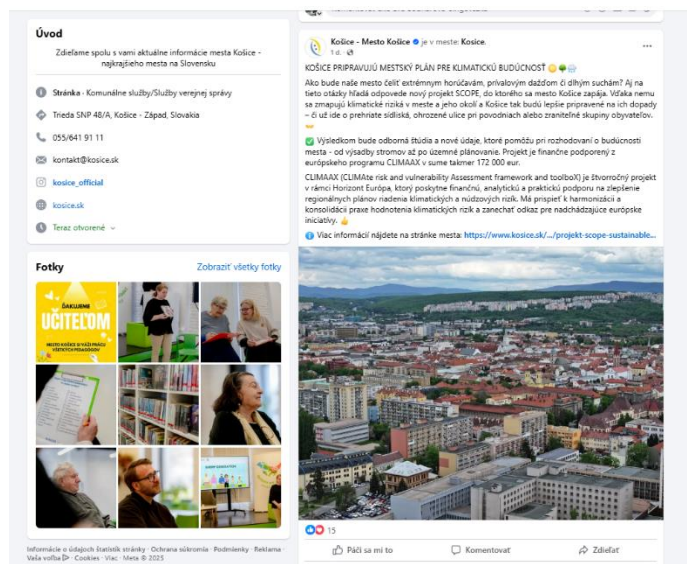 Úvod
Zdieľame spolu s vami aktuálne informácie mesta Košice -
najkrajšieho mesta na Slovensku
Stránka · Komunálne služby/Služby verejnej správy
Trieda SNP 48/A, Košice - Západ, Slovakia
055/641 91 11
kontakt@kosice.sk
kosice_official
kosice.sk
Teraz otvorené
Fotky
Zobraziť všetky fotky
ĎAKUJEME
UČITEĽOM
MESTO KOŠICE SI VÁŽI PRÁCU
VŠETKÝCH PEDAGÓGOV
Informácie o údajoch štatistík stránky · Ochrana súkromia · Podmienky · Reklama ·
Vaša voľba · Cookies · Viac · Meta © 2025
Košice - Mesto Košice je v meste: Kosice.
1 d.
KOŠICE PRIPRAVUJÚ MESTSKÝ PLÁN PRE KLIMATICKÚ BUDÚCNOSŤ
Ako bude naše mesto čeliť extrémnym horúčavám, prívalovým dažďom či dlhým suchám? Aj na
tieto otázky hľadá odpovede nový projekt SCOPE, do ktorého sa mesto Košice zapája. Vďaka nemu
sa zmapujú klimatické riziká v meste a jeho okolí a Košice tak budú lepšie pripravené na ich dopady
– či už ide o prehriate sídliská, ohrozené ulice pri povodniach alebo zraniteľné skupiny obyvateľov.
✅ Výsledkom bude odborná štúdia a nové údaje, ktoré pomôžu pri rozhodovaní o budúcnosti
mesta - od výsadby stromov až po územné plánovanie. Projekt je finančne podporený z
európskeho programu CLIMAAX v sume takmer 172 000 eur.
CLIMAAX (CLIMAte risk and vulnerability Assessment framework and toolboX) je štvorročný projekt
v rámci Horizont Európa, ktorý poskytne finančnú, analytickú a praktickú podporu na zlepšenie
regionálnych plánov riadenia klimatických a núdzových rizík. Má prispieť k harmonizácii a
konsolidácii praxe hodnotenia klimatických rizík a zanechať odkaz pre nadchádzajúce európske
iniciatívy. 👍
Viac informácií nájdete na stránke mesta: https://www.kosice.sk/.../projekt-scope-sustainable...
15
Páči sa mi to
Komentovať
Zdieľať